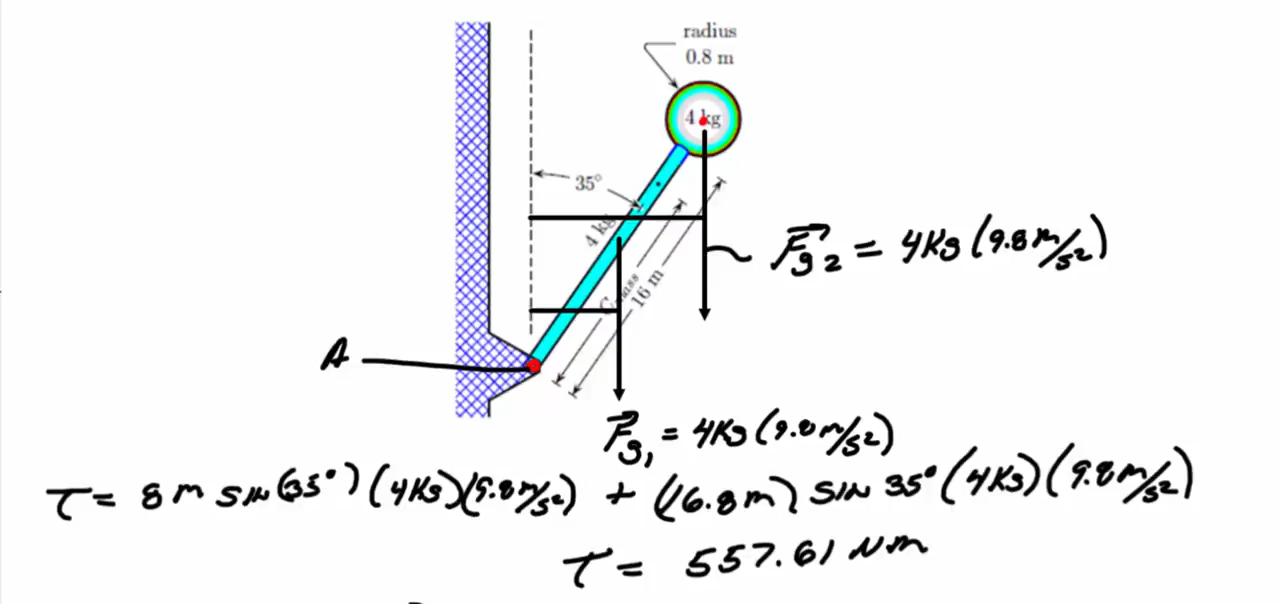 radius
0.8 m
4 kg
35°
4 kg
16 m
F⃗g2 = 4Kg (9.8 m/s²)
A
F⃗g1 = 4Kg (9.8 m/s²)
τ = 8 m sin(35°) (4Kg)(9.8 m/s²) + (16.8 m) sin 35° (4Kg)(9.8 m/s²)
τ = 557.61 Nm